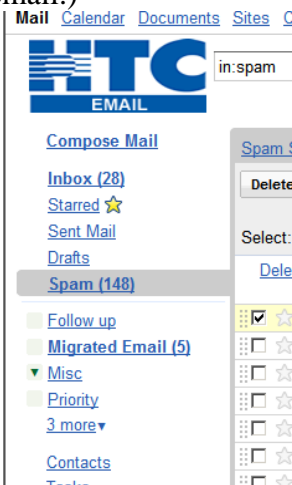 Mail Calendar Documents Sites
HTC
EMAIL
in:spam
Compose Mail
Spam
Inbox (28)
Delete
Starred
Sent Mail
Select:
Drafts
Spam (148)
Follow up
Migrated Email (5)
Misc
Priority
3 more
Contacts